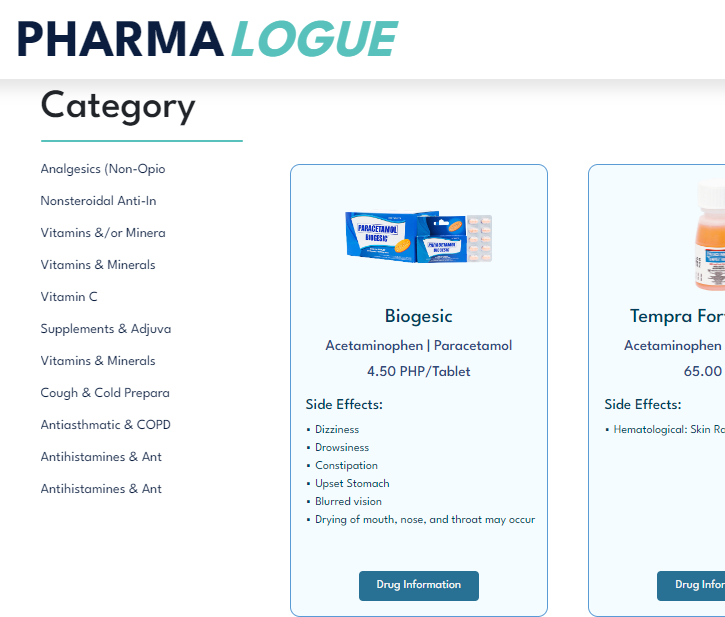 PHARMA LOGUE
Category
Analgesics (Non-Opio
Nonsteroidal Anti-In
Vitamins &/or Minera
Vitamins & Minerals
Vitamin C
Supplements & Adjuva
Vitamins & Minerals
Cough & Cold Prepara
Antiasthmatic & COPD
Antihistamines & Ant
Antihistamines & Ant
PARACETAMOL
BIOGESIC
PARACETAMOL
BIOGESIC
Biogesic
Acetaminophen | Paracetamol
4.50 PHP/Tablet
Side Effects:
▪ Dizziness
▪ Drowsiness
▪ Constipation
▪ Upset Stomach
▪ Blurred vision
▪ Drying of mouth, nose, and throat may occur
Drug Information
Tempra For
Acetaminophen
65.00
Side Effects:
▪ Hematological: Skin Ra
Drug Infor